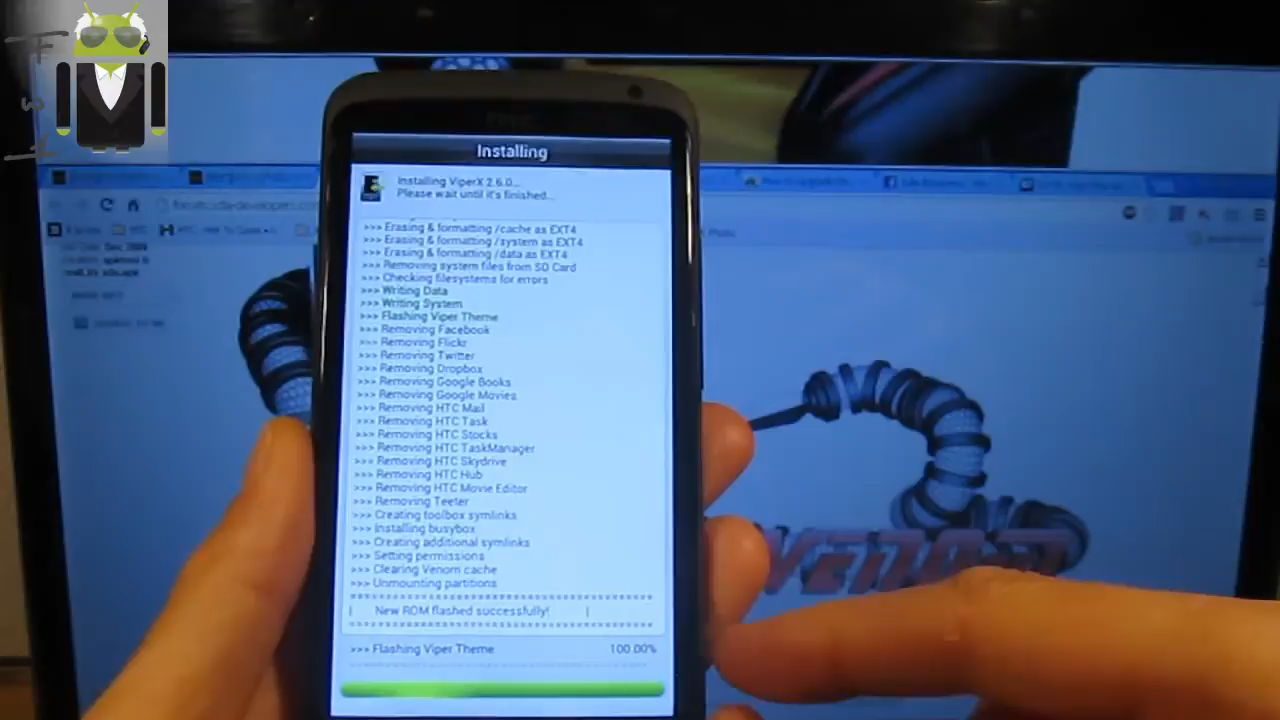 Installing
Installing ViperX 2.6.0...
Please wait until it's finished...
>>> Erasing & formatting /cache as EXT4
>>> Erasing & formatting /system as EXT4
>>> Erasing & formatting /data as EXT4
>>> Removing system files from SD Card
>>> Checking filesystems for errors
>>> Writing Data
>>> Writing System
>>> Flashing Viper Theme
>>> Removing Facebook
>>> Removing Flickr
>>> Removing Twitter
>>> Removing Dropbox
>>> Removing Google Books
>>> Removing Google Movies
>>> Removing HTC Mail
>>> Removing HTC Task
>>> Removing HTC Stocks
>>> Removing HTC TaskManager
>>> Removing HTC Skydrive
>>> Removing HTC Hub
>>> Removing HTC Movie Editor
>>> Removing Teeter
>>> Creating toolbox symlinks
>>> Installing busybox
>>> Creating additional symlinks
>>> Setting permissions
>>> Clearing Venom cache
>>> Unmounting partitions
| New ROM flashed successfully! |
>>> Flashing Viper Theme 100.00%
VENOM